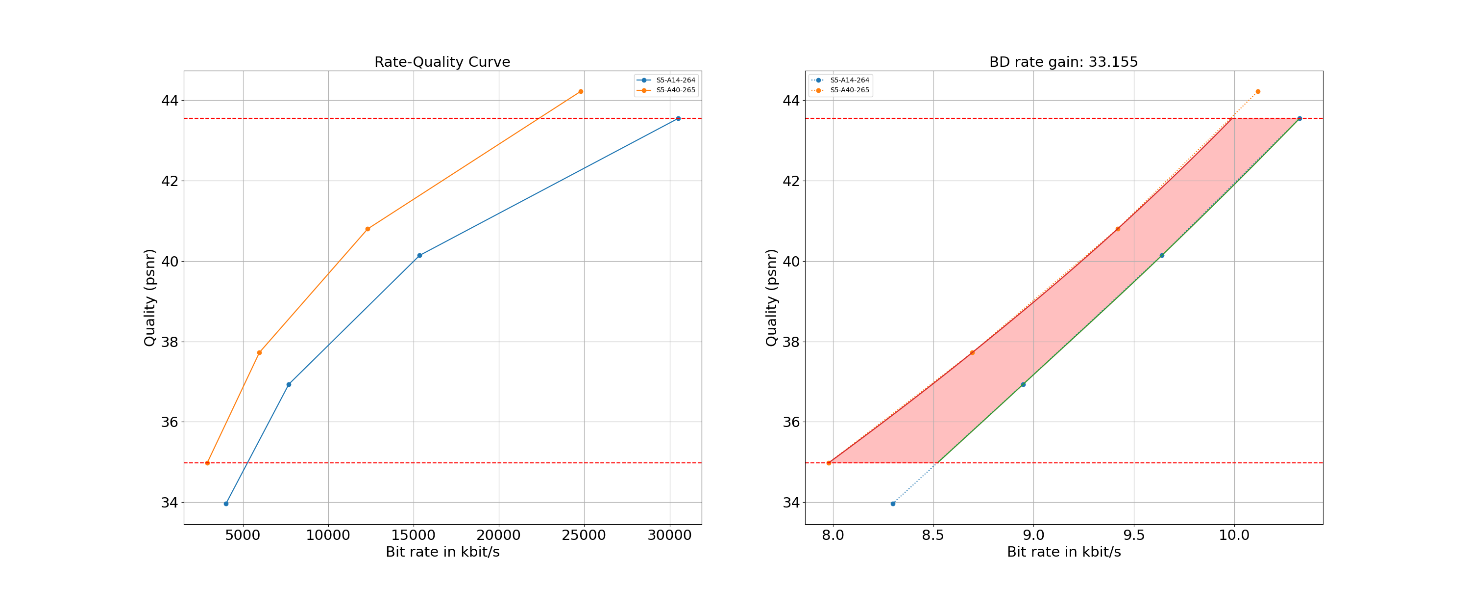 Rate-Quality Curve
S5-A14-264
S5-A40-265
44
42
40
38
36
34
Quality (psnr)
5000 10000 15000 20000 25000 30000
Bit rate in kbit/s
BD rate gain: 33.155
S5-A14-264
S5-A40-265
44
42
40
38
36
34
Quality (psnr)
8.0 8.5 9.0 9.5 10.0
Bit rate in kbit/s